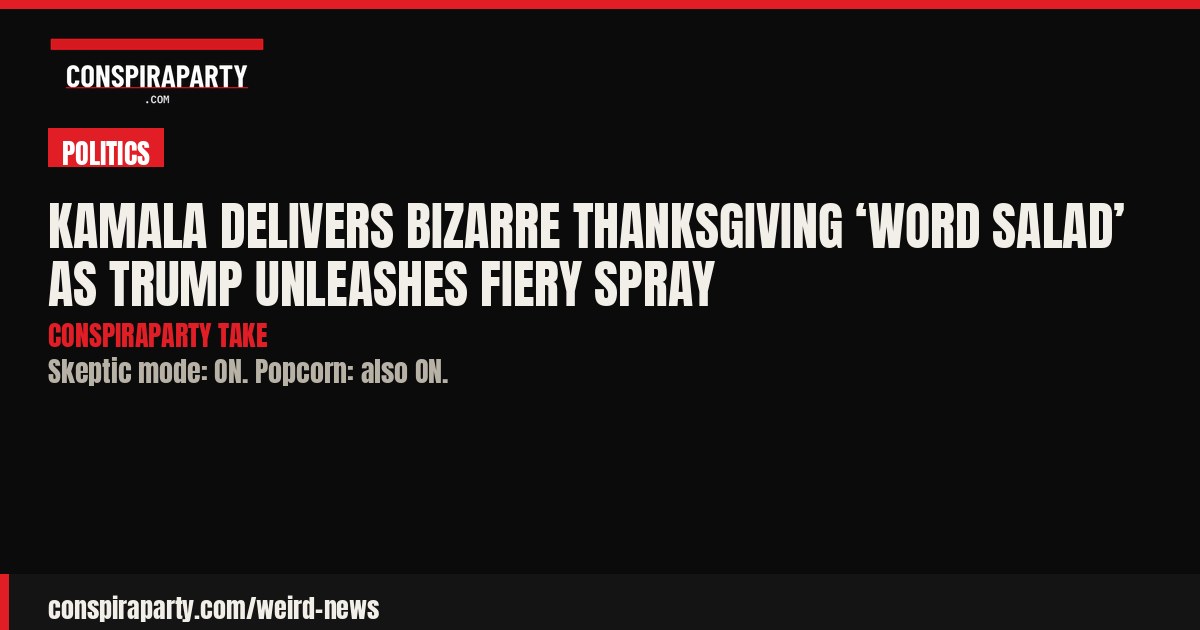 CONSPIRAPARTY
.COM
POLITICS
KAMALA DELIVERS BIZARRE THANKSGIVING ‘WORD SALAD’
AS TRUMP UNLEASHES FIERY SPRAY
CONSPIRAPARTY TAKE
Skeptic mode: ON. Popcorn: also ON.
conspiraparty.com/weird-news